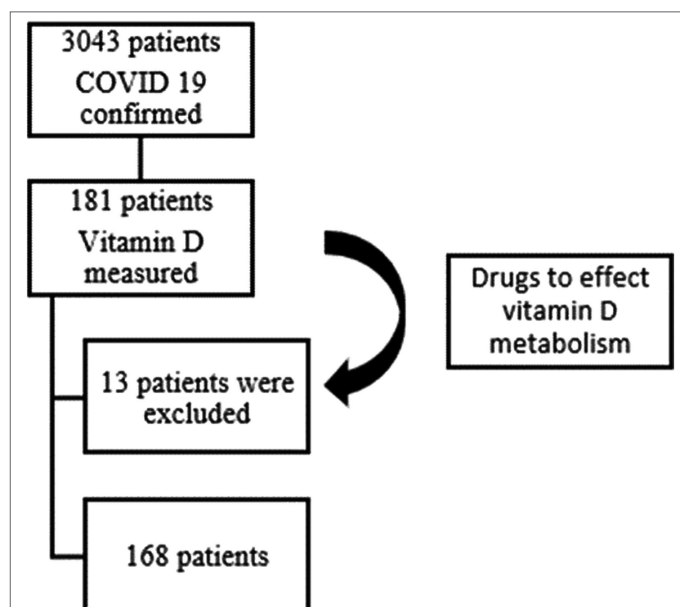 3043 patients
COVID 19
confirmed
181 patients
Vitamin D
measured
Drugs to effect
vitamin D
metabolism
13 patients were
excluded
168 patients